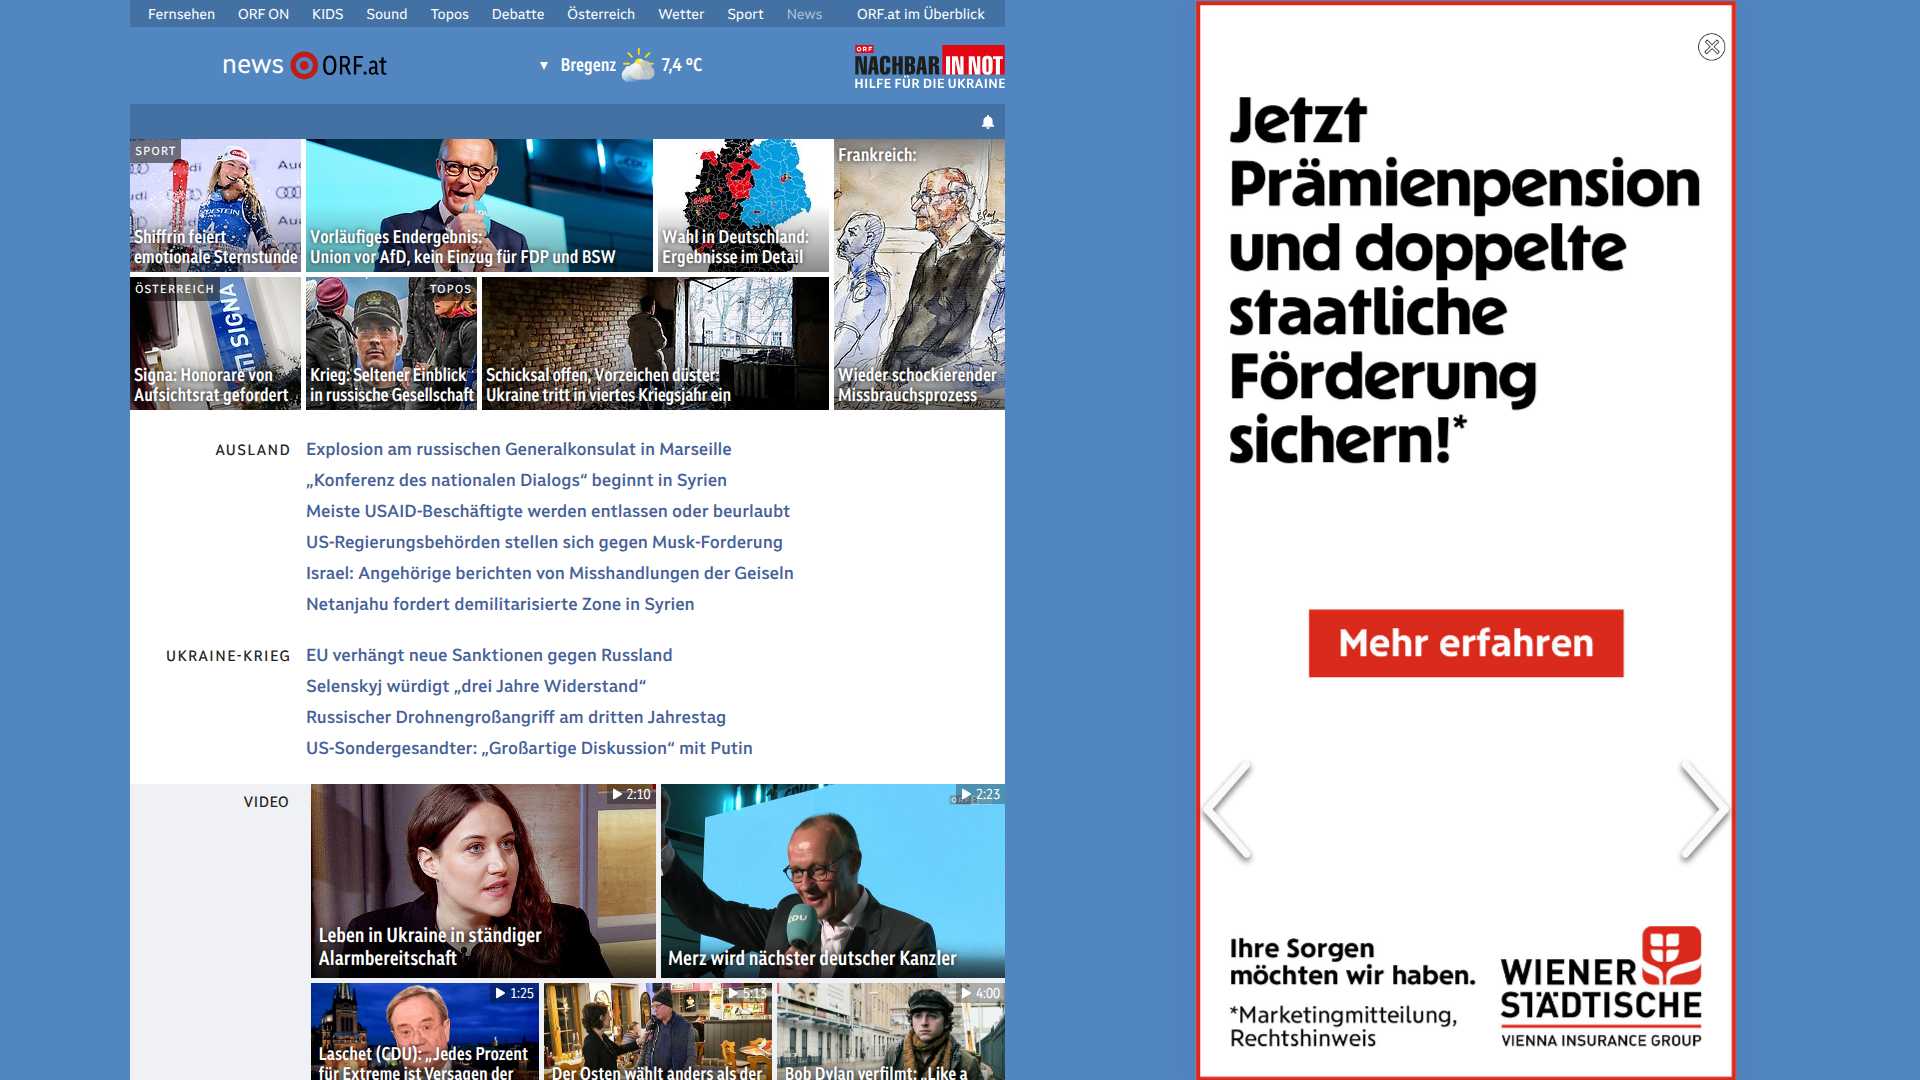 Fernsehen ORF ON KIDS Sound Topos Debatte Österreich Wetter Sport News ORF.at im Überblick
news ORF.at
▼ Bregenz 7,4 °C
ORF
NACHBAR IN NOT
HILFE FÜR DIE UKRAINE
SPORT
Shiffrin feiert
emotionale Sternstunde
Vorläufiges Endergebnis:
Union vor AfD, kein Einzug für FDP und BSW
Wahl in Deutschland:
Ergebnisse im Detail
Frankreich:
Wieder schockierender
Missbrauchsprozess
ÖSTERREICH
SIGNA
Signa: Honorare von
Aufsichtsrat gefordert
TOPOS
Krieg: Seltener Einblick
in russische Gesellschaft
Schicksal offen, Vorzeichen düster:
Ukraine tritt in viertes Kriegsjahr ein
AUSLAND
Explosion am russischen Generalkonsulat in Marseille
„Konferenz des nationalen Dialogs“ beginnt in Syrien
Meiste USAID-Beschäftigte werden entlassen oder beurlaubt
US-Regierungsbehörden stellen sich gegen Musk-Forderung
Israel: Angehörige berichten von Misshandlungen der Geiseln
Netanjahu fordert demilitarisierte Zone in Syrien
UKRAINE-KRIEG
EU verhängt neue Sanktionen gegen Russland
Selenskyj würdigt „drei Jahre Widerstand“
Russischer Drohnengroßangriff am dritten Jahrestag
US-Sondergesandter: „Großartige Diskussion“ mit Putin
VIDEO
2:10
Leben in Ukraine in ständiger
Alarmbereitschaft
2:23
CDU
Merz wird nächster deutscher Kanzler
1:25
Laschet (CDU): „Jedes Prozent
für Extreme ist Versagen der
5:13
Der Osten wählt anders als der
4:00
Bob Dylan verfilmt: „Like a
Jetzt
Prämienpension
und doppelte
staatliche
Förderung
sichern!*
Mehr erfahren
Ihre Sorgen
möchten wir haben.
*Marketingmitteilung,
Rechtshinweis
WIENER
STÄDTISCHE
VIENNA INSURANCE GROUP